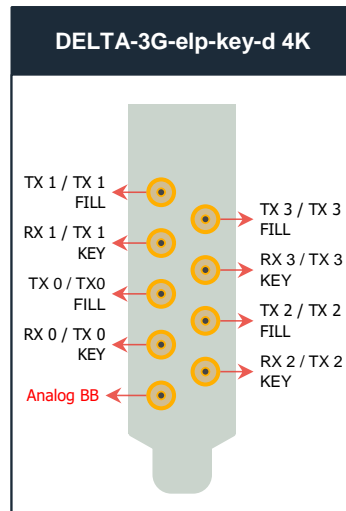 DELTA-3G-elp-key-d 4K
TX 1 / TX 1
FILL
TX 3 / TX 3
FILL
RX 1 / TX 1
KEY
RX 3 / TX 3
KEY
TX 0 / TX0
FILL
TX 2 / TX 2
FILL
RX 0 / TX 0
KEY
RX 2 / TX 2
KEY
Analog BB